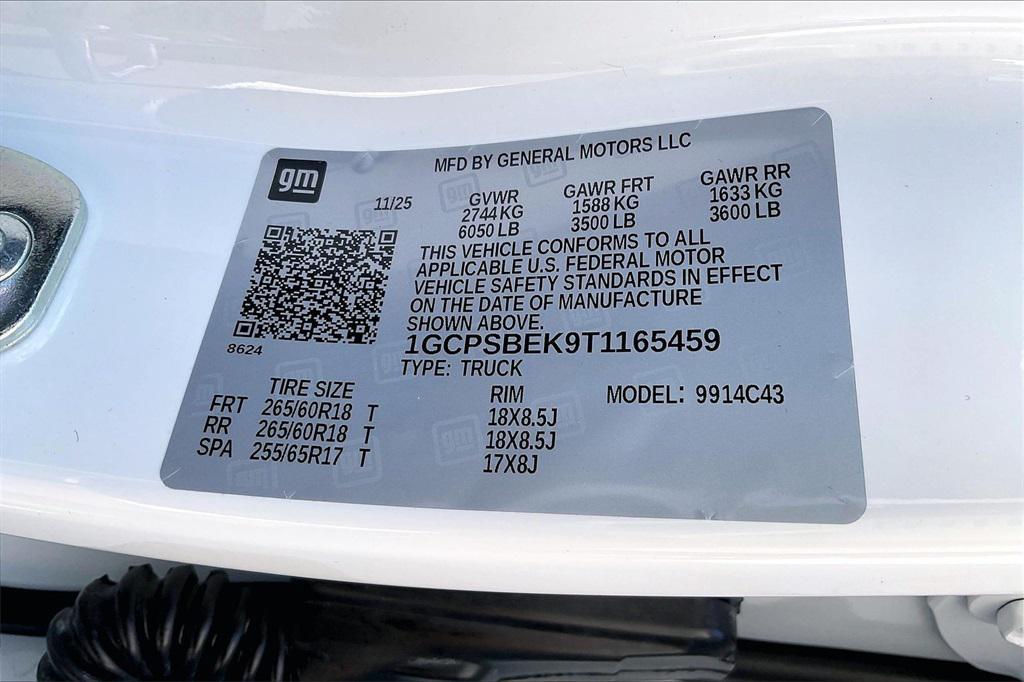 MFD BY GENERAL MOTORS LLC
gm
11/25
GVWR GAWR FRT GAWR RR
2744 KG 1588 KG 1633 KG
6050 LB 3500 LB 3600 LB
THIS VEHICLE CONFORMS TO ALL
APPLICABLE U.S. FEDERAL MOTOR
VEHICLE SAFETY STANDARDS IN EFFECT
ON THE DATE OF MANUFACTURE
SHOWN ABOVE.
8624
1GCPSBEK9T1165459
TYPE: TRUCK
TIRE SIZE RIM MODEL: 9914C43
FRT 265/60R18 T 18X8.5J
RR 265/60R18 T 18X8.5J
SPA 255/65R17 T 17X8J